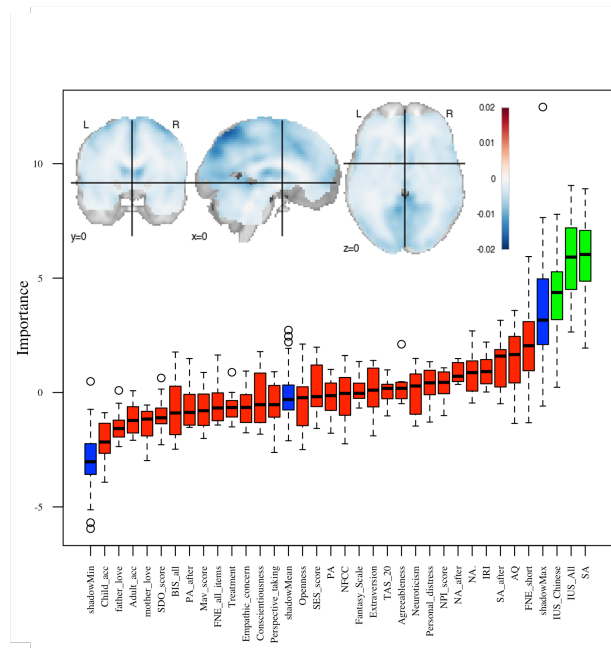 L
R
L
R
0.02
0.01
0
-0.01
-0.02
y=0
x=0
z=0
Importance
10
5
0
-5
shadowMin
Child_acc
father_love
Adult_acc
mother_love
SDO_score
BIS_all
PA_after
Mav_score
FNE_all_items
Treatment
Empathic_concern
Conscientiousness
Perspective_taking
shadowMean
Openness
SES_score
PA
NFCC
Fantasy_Scale
Extraversion
TAS_20
Agreeableness
Neuroticism
Personal_distress
NPI_score
NA_after
NA.
IRI
SA_after
AQ
FNE_short
shadowMax
IUS_Chinese
IUS_All
SA